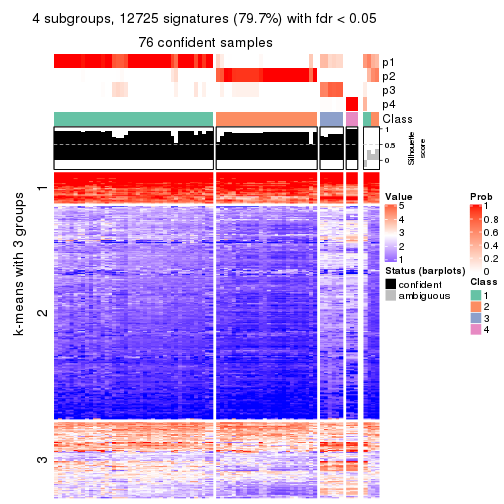 4 subgroups, 12725 signatures (79.7%) with fdr < 0.05
76 confident samples
p1
p2
p3
p4
Class
1
0.5
0
Silhouette
score
k-means with 3 groups
1
2
3
Value
5
4
3
2
1
Status (barplots)
confident
ambiguous
Prob
1
0.8
0.6
0.4
0.2
0
Class
1
2
3
4